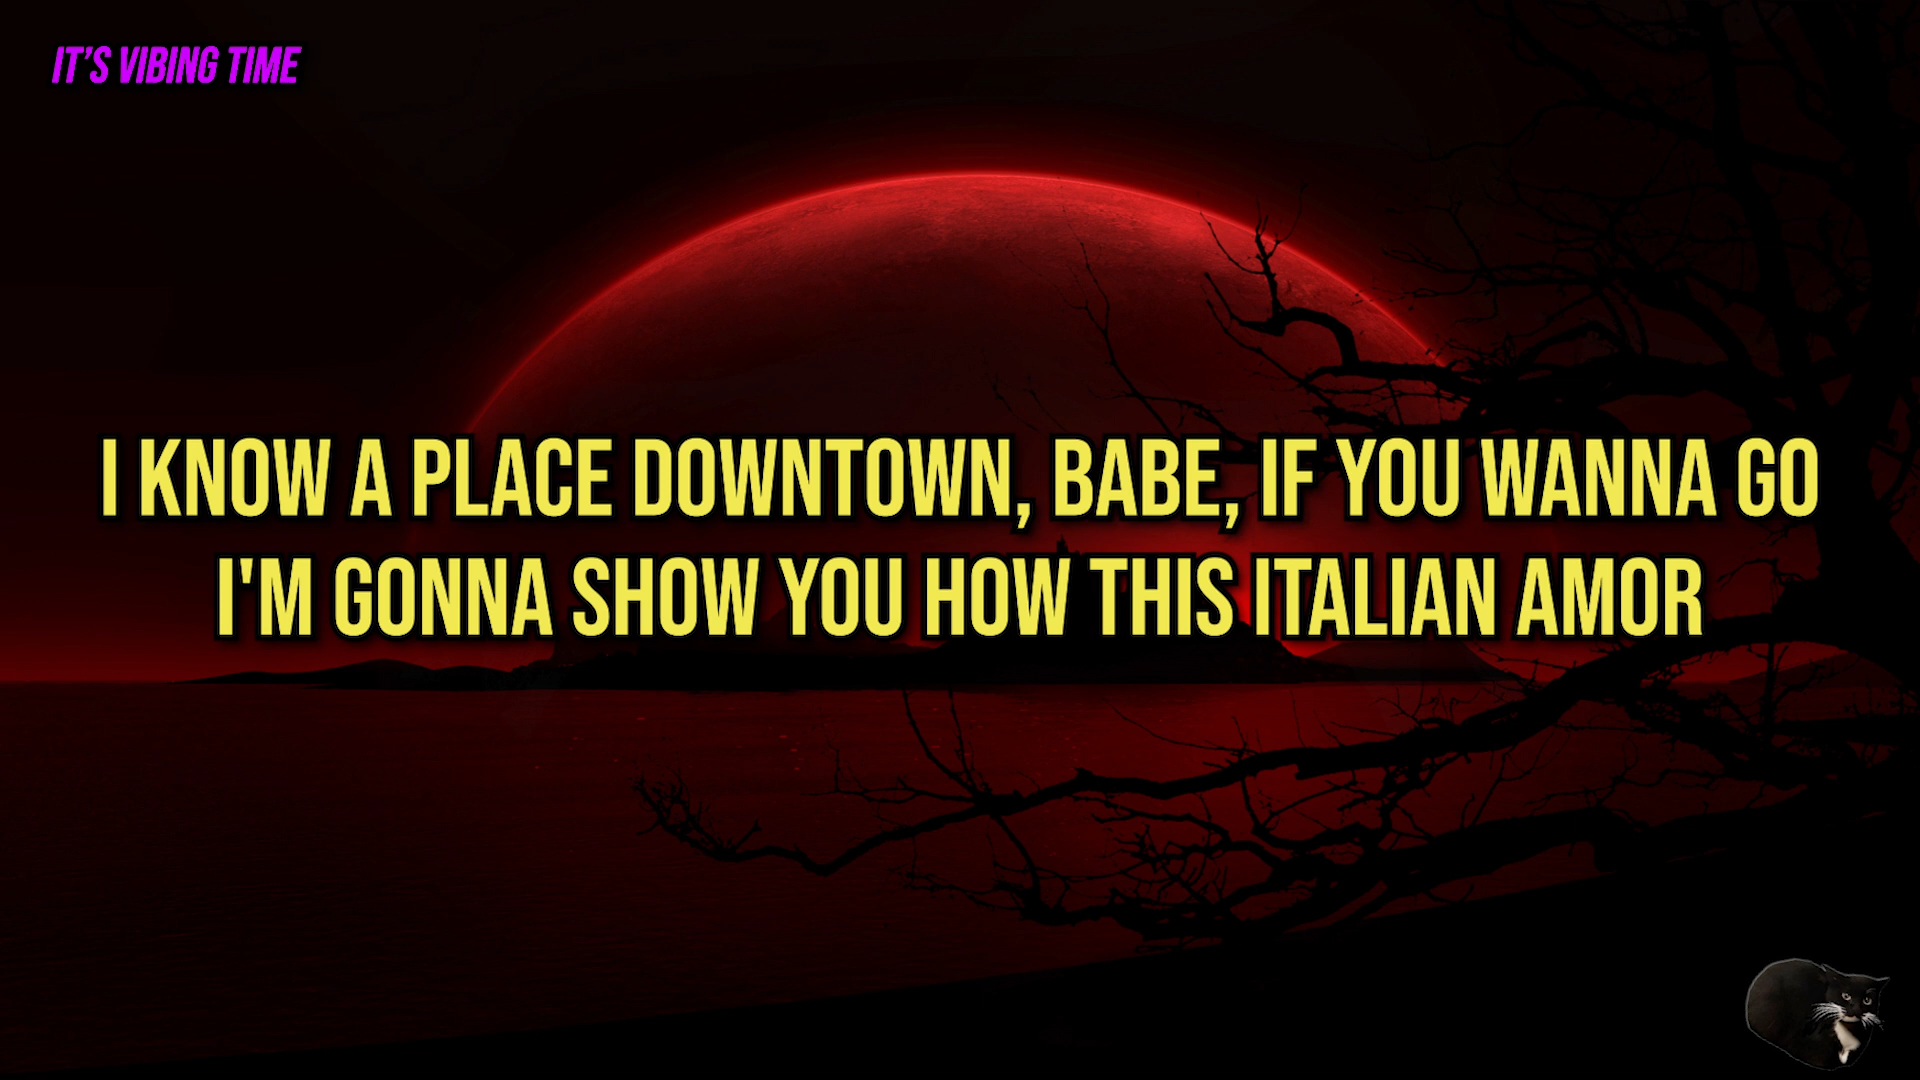 IT'S VIBING TIME
I KNOW A PLACE DOWNTOWN, BABE, IF YOU WANNA GO
I'M GONNA SHOW YOU HOW THIS ITALIAN AMOR